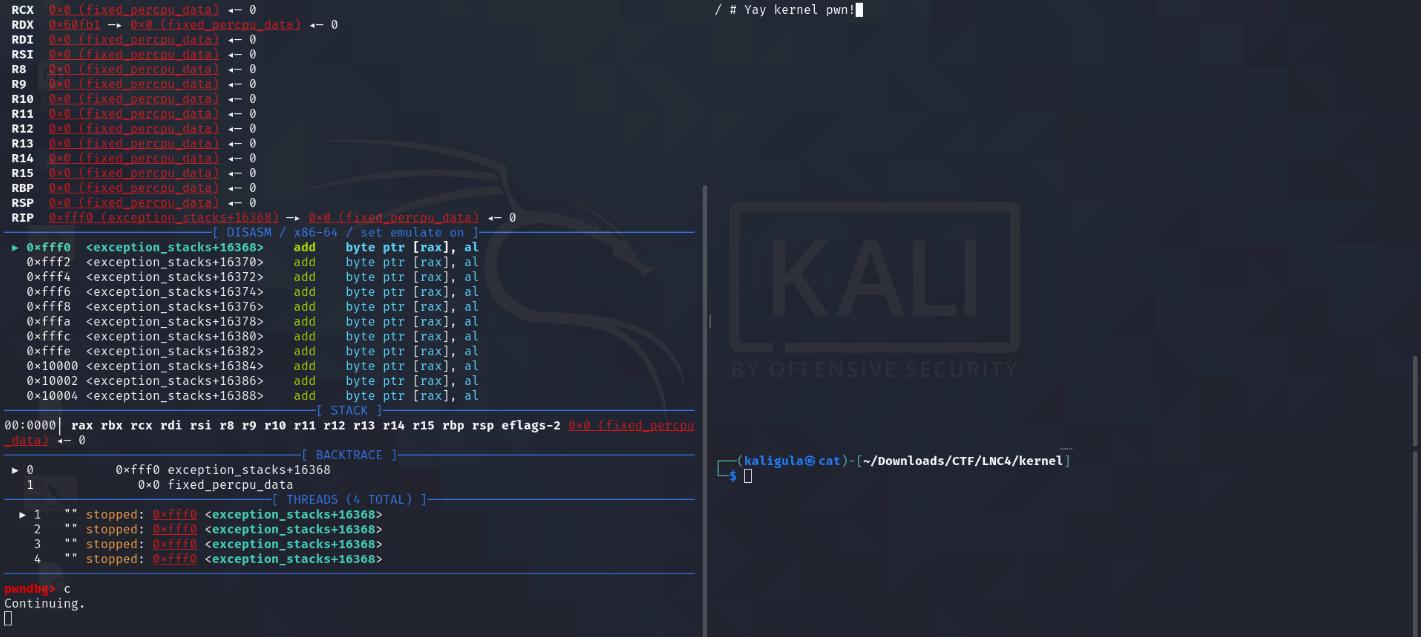 RCX  0×0 (fixed_percpu_data) ◂— 0
RDX  0×60fb1 —▸ 0×0 (fixed_percpu_data) ◂— 0
RDI  0×0 (fixed_percpu_data) ◂— 0
RSI  0×0 (fixed_percpu_data) ◂— 0
R8   0×0 (fixed_percpu_data) ◂— 0
R9   0×0 (fixed_percpu_data) ◂— 0
R10  0×0 (fixed_percpu_data) ◂— 0
R11  0×0 (fixed_percpu_data) ◂— 0
R12  0×0 (fixed_percpu_data) ◂— 0
R13  0×0 (fixed_percpu_data) ◂— 0
R14  0×0 (fixed_percpu_data) ◂— 0
R15  0×0 (fixed_percpu_data) ◂— 0
RBP  0×0 (fixed_percpu_data) ◂— 0
RSP  0×0 (fixed_percpu_data) ◂— 0
RIP  0×fff0 (exception_stacks+16368) —▸ 0×0 (fixed_percpu_data) ◂— 0
[ DISASM / x86-64 / set emulate on ]
► 0×fff0  <exception_stacks+16368>    add    byte ptr [rax], al
0×fff2  <exception_stacks+16370>    add    byte ptr [rax], al
0×fff4  <exception_stacks+16372>    add    byte ptr [rax], al
0×fff6  <exception_stacks+16374>    add    byte ptr [rax], al
0×fff8  <exception_stacks+16376>    add    byte ptr [rax], al
0×fffa  <exception_stacks+16378>    add    byte ptr [rax], al
0×fffc  <exception_stacks+16380>    add    byte ptr [rax], al
0×fffe  <exception_stacks+16382>    add    byte ptr [rax], al
0×10000 <exception_stacks+16384>    add    byte ptr [rax], al
0×10002 <exception_stacks+16386>    add    byte ptr [rax], al
0×10004 <exception_stacks+16388>    add    byte ptr [rax], al
[ STACK ]
00:0000│ rax rbx rcx rdi rsi r8 r9 r10 r11 r12 r13 r14 r15 rbp rsp eflags-2 0×0 (fixed_percpu
_data) ◂— 0
[ BACKTRACE ]
► 0           0×fff0 exception_stacks+16368
1              0×0 fixed_percpu_data
[ THREADS (4 TOTAL) ]
► 1   "" stopped: 0×fff0 <exception_stacks+16368>
2   "" stopped: 0×fff0 <exception_stacks+16368>
3   "" stopped: 0×fff0 <exception_stacks+16368>
4   "" stopped: 0×fff0 <exception_stacks+16368>
pwndbg> c
Continuing.
/ # Yay kernel pwn!
KALI
BY OFFENSIVE SECURITY
┌──(kaligula㉿cat)-[~/Downloads/CTF/LNC4/kernel]
└─$